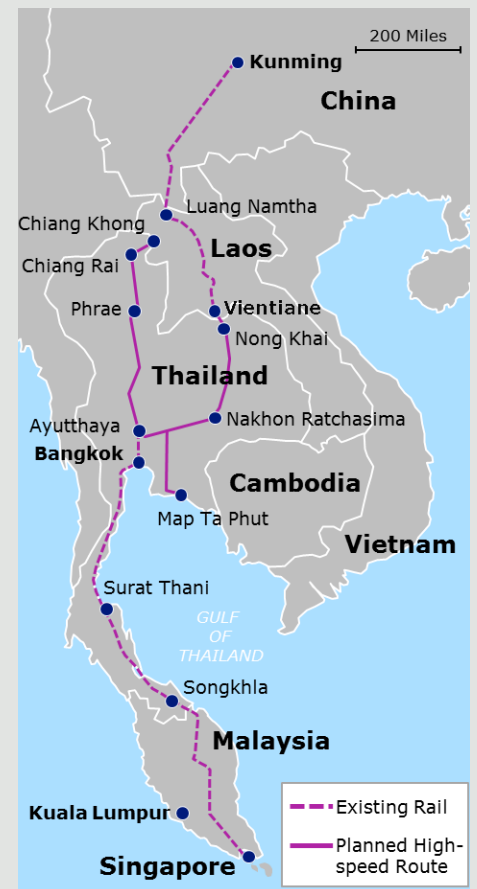 200 Miles
Kunming
China
Luang Namtha
Chiang Khong
Laos
Chiang Rai
Phrae
Vientiane
Nong Khai
Thailand
Ayutthaya
Nakhon Ratchasima
Bangkok
Cambodia
Map Ta Phut
Vietnam
Surat Thani
GULF
OF
THAILAND
Songkhla
Malaysia
Kuala Lumpur
Singapore
Existing Rail
Planned High-
speed Route